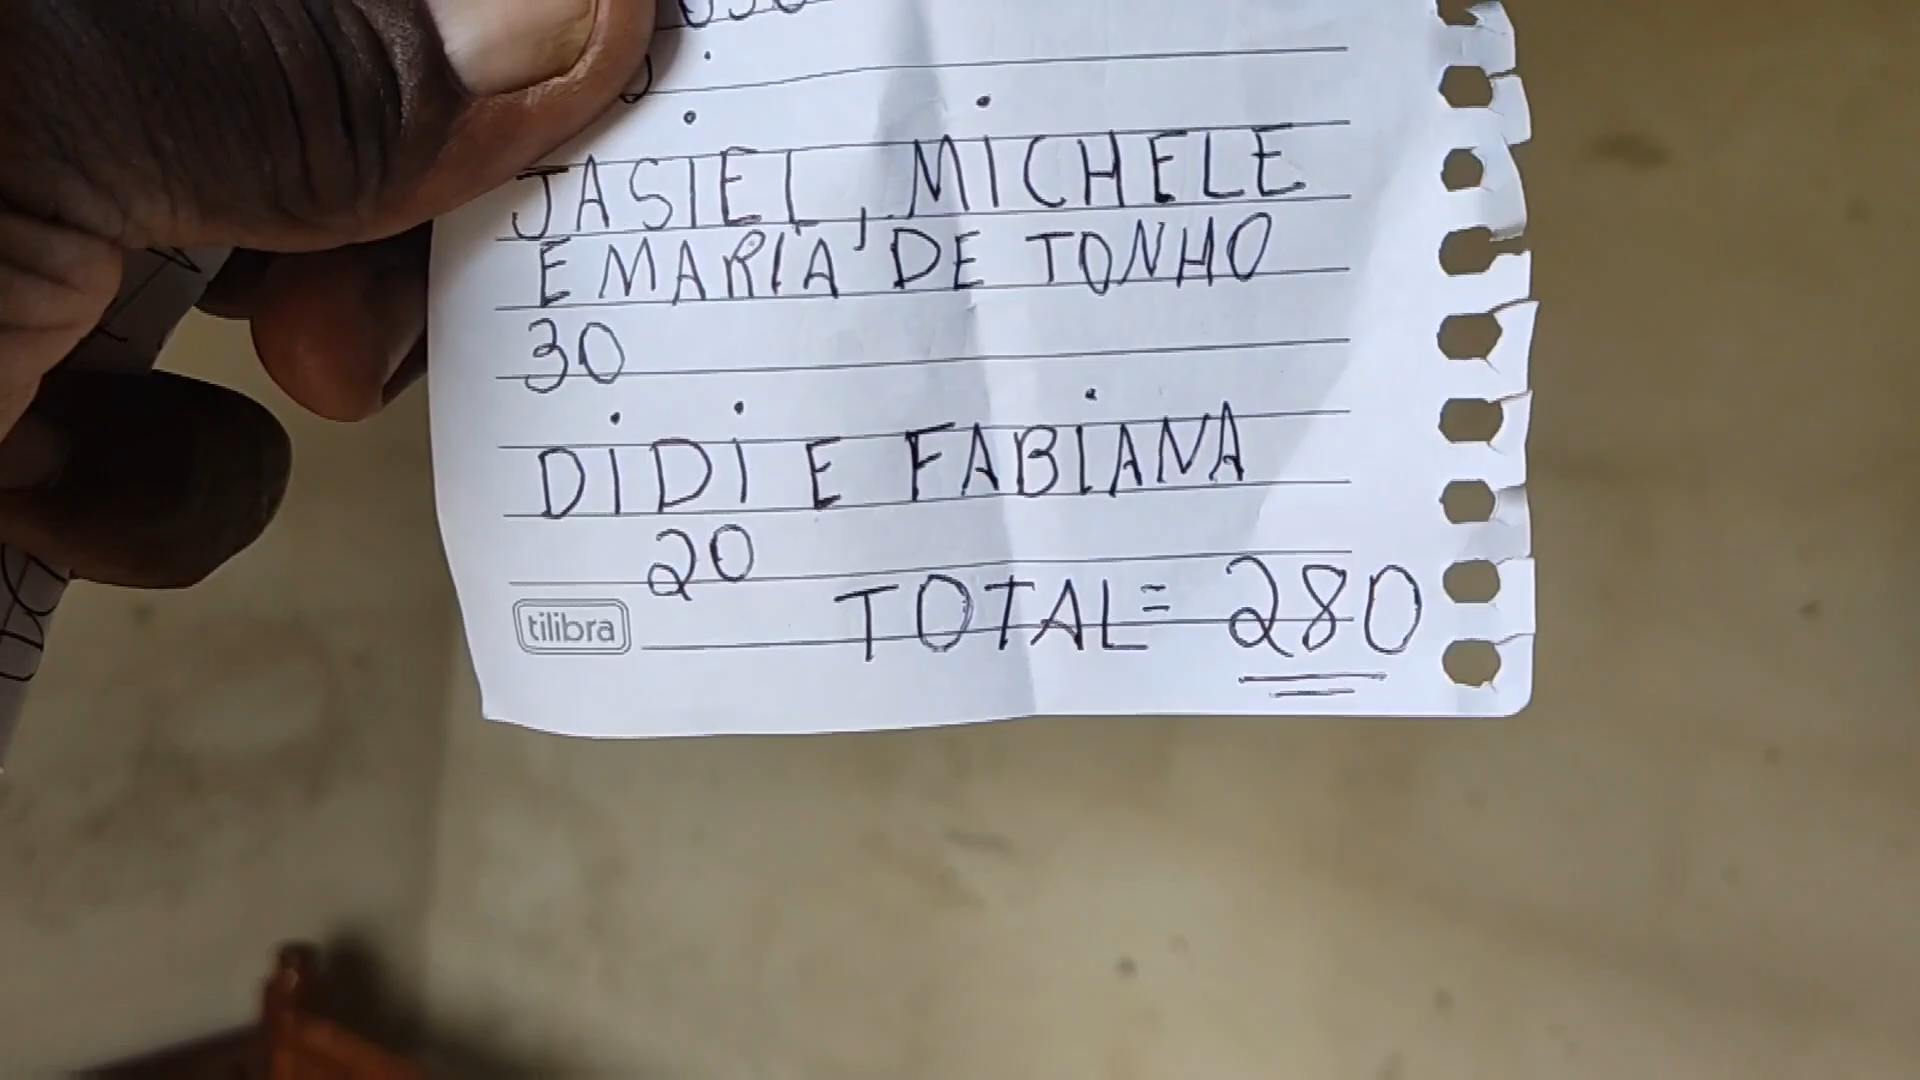 JASIEL, MICHELE
E MARIA DE TONHO
30
DIDI E FABIANA
20
TOTAL = 280
tilibra